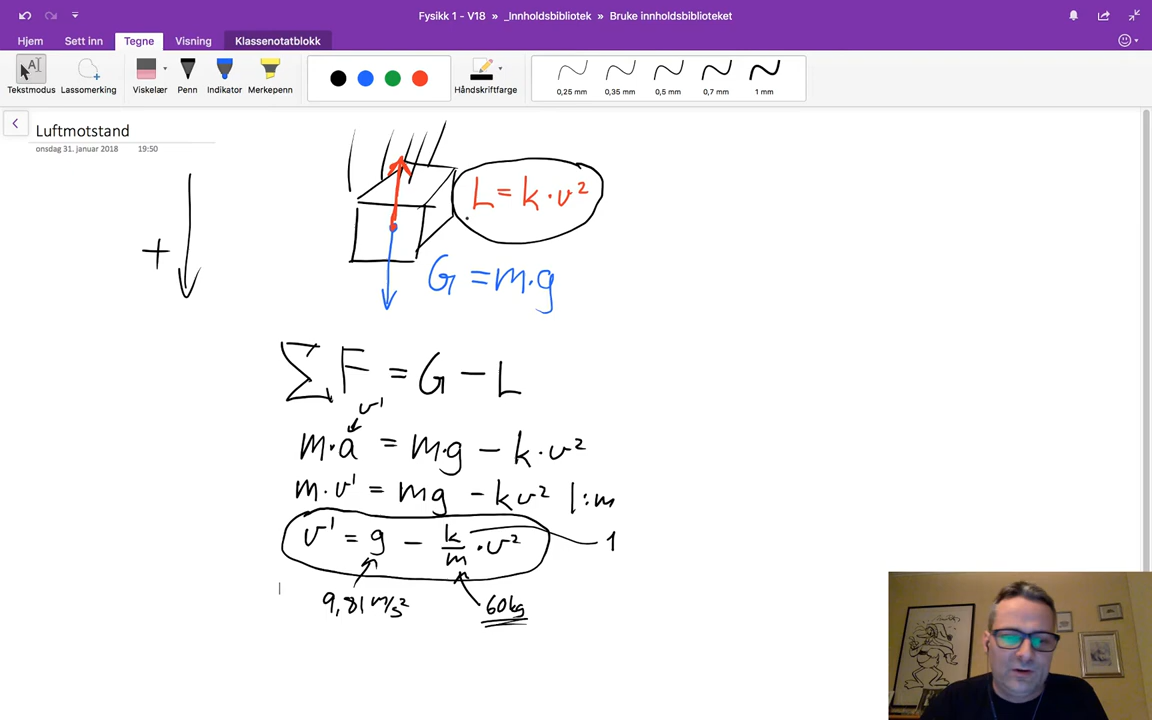 Fysikk 1 - V18 » _Innholdsbibliotek » Bruke innholdsbiblioteket
Hjem Sett inn Tegne Visning Klassenotatblokk
Tekstmodus Lassomerking Viskelær Penn Indikator Merkepenn Håndskriftfarge 0,25 mm 0,35 mm 0,5 mm 0,7 mm 1 mm
Luftmotstand
onsdag 31. januar 2018 19:50
L = k · v²
+
G = m·g
ΣF = G − L
v'
m·a = m·g − k·v²
m·v' = mg − kv² |:m
v' = g − k/m · v² 1
9,81 m/s² 60kg